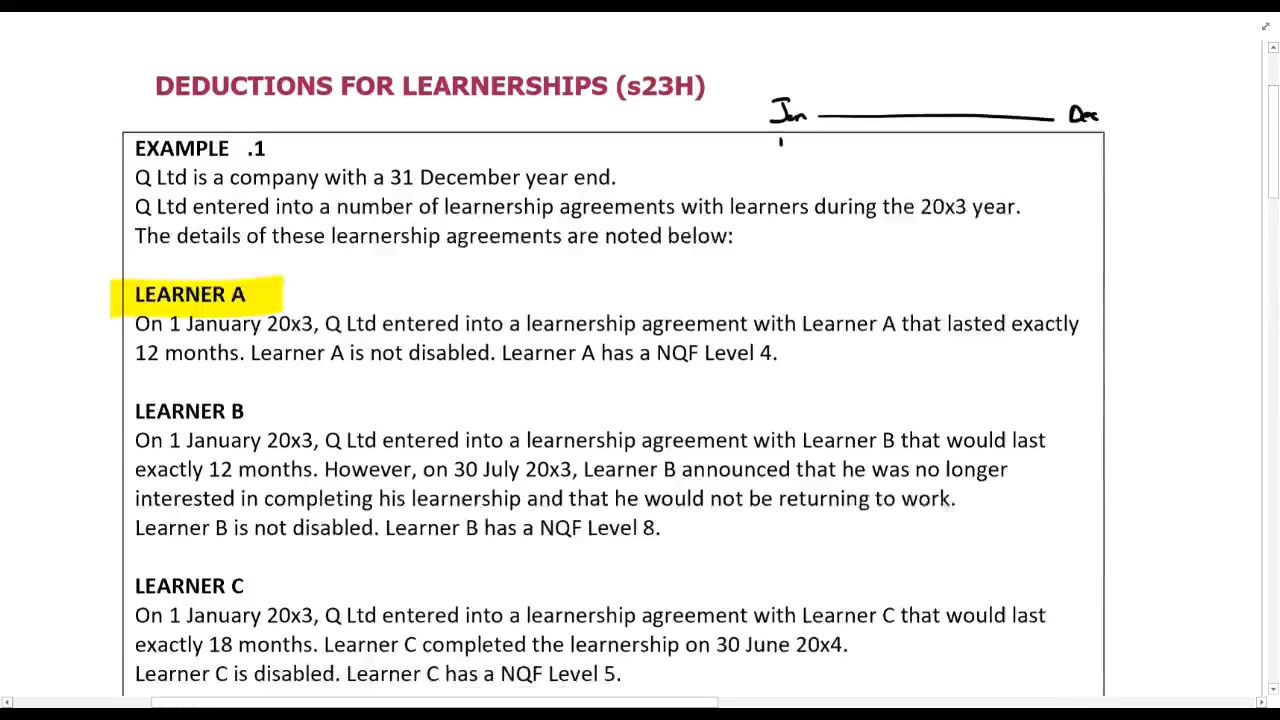 DEDUCTIONS FOR LEARNERSHIPS (s23H)
Jan Dec
EXAMPLE .1
Q Ltd is a company with a 31 December year end.
Q Ltd entered into a number of learnership agreements with learners during the 20x3 year.
The details of these learnership agreements are noted below:
LEARNER A
On 1 January 20x3, Q Ltd entered into a learnership agreement with Learner A that lasted exactly
12 months. Learner A is not disabled. Learner A has a NQF Level 4.
LEARNER B
On 1 January 20x3, Q Ltd entered into a learnership agreement with Learner B that would last
exactly 12 months. However, on 30 July 20x3, Learner B announced that he was no longer
interested in completing his learnership and that he would not be returning to work.
Learner B is not disabled. Learner B has a NQF Level 8.
LEARNER C
On 1 January 20x3, Q Ltd entered into a learnership agreement with Learner C that would last
exactly 18 months. Learner C completed the learnership on 30 June 20x4.
Learner C is disabled. Learner C has a NQF Level 5.